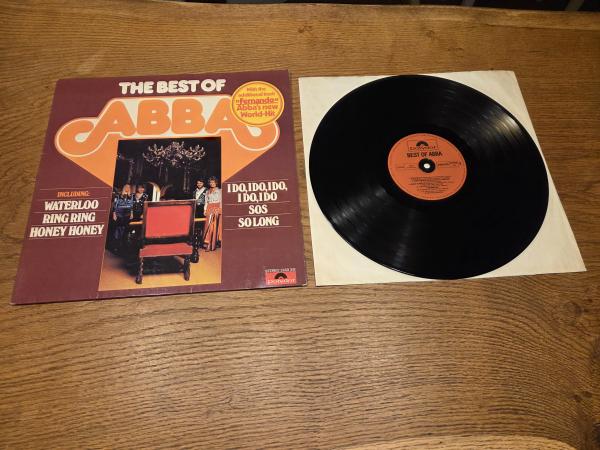 THE BEST OF
ABBA
With the
additional track
»Fernando«
Abba's new
World-Hit
INCLUDING:
WATERLOO
RING RING
HONEY HONEY
I DO, I DO, I DO,
I DO, I DO
SOS
SO LONG
STEREO
polydor
polydor
BEST OF ABBA